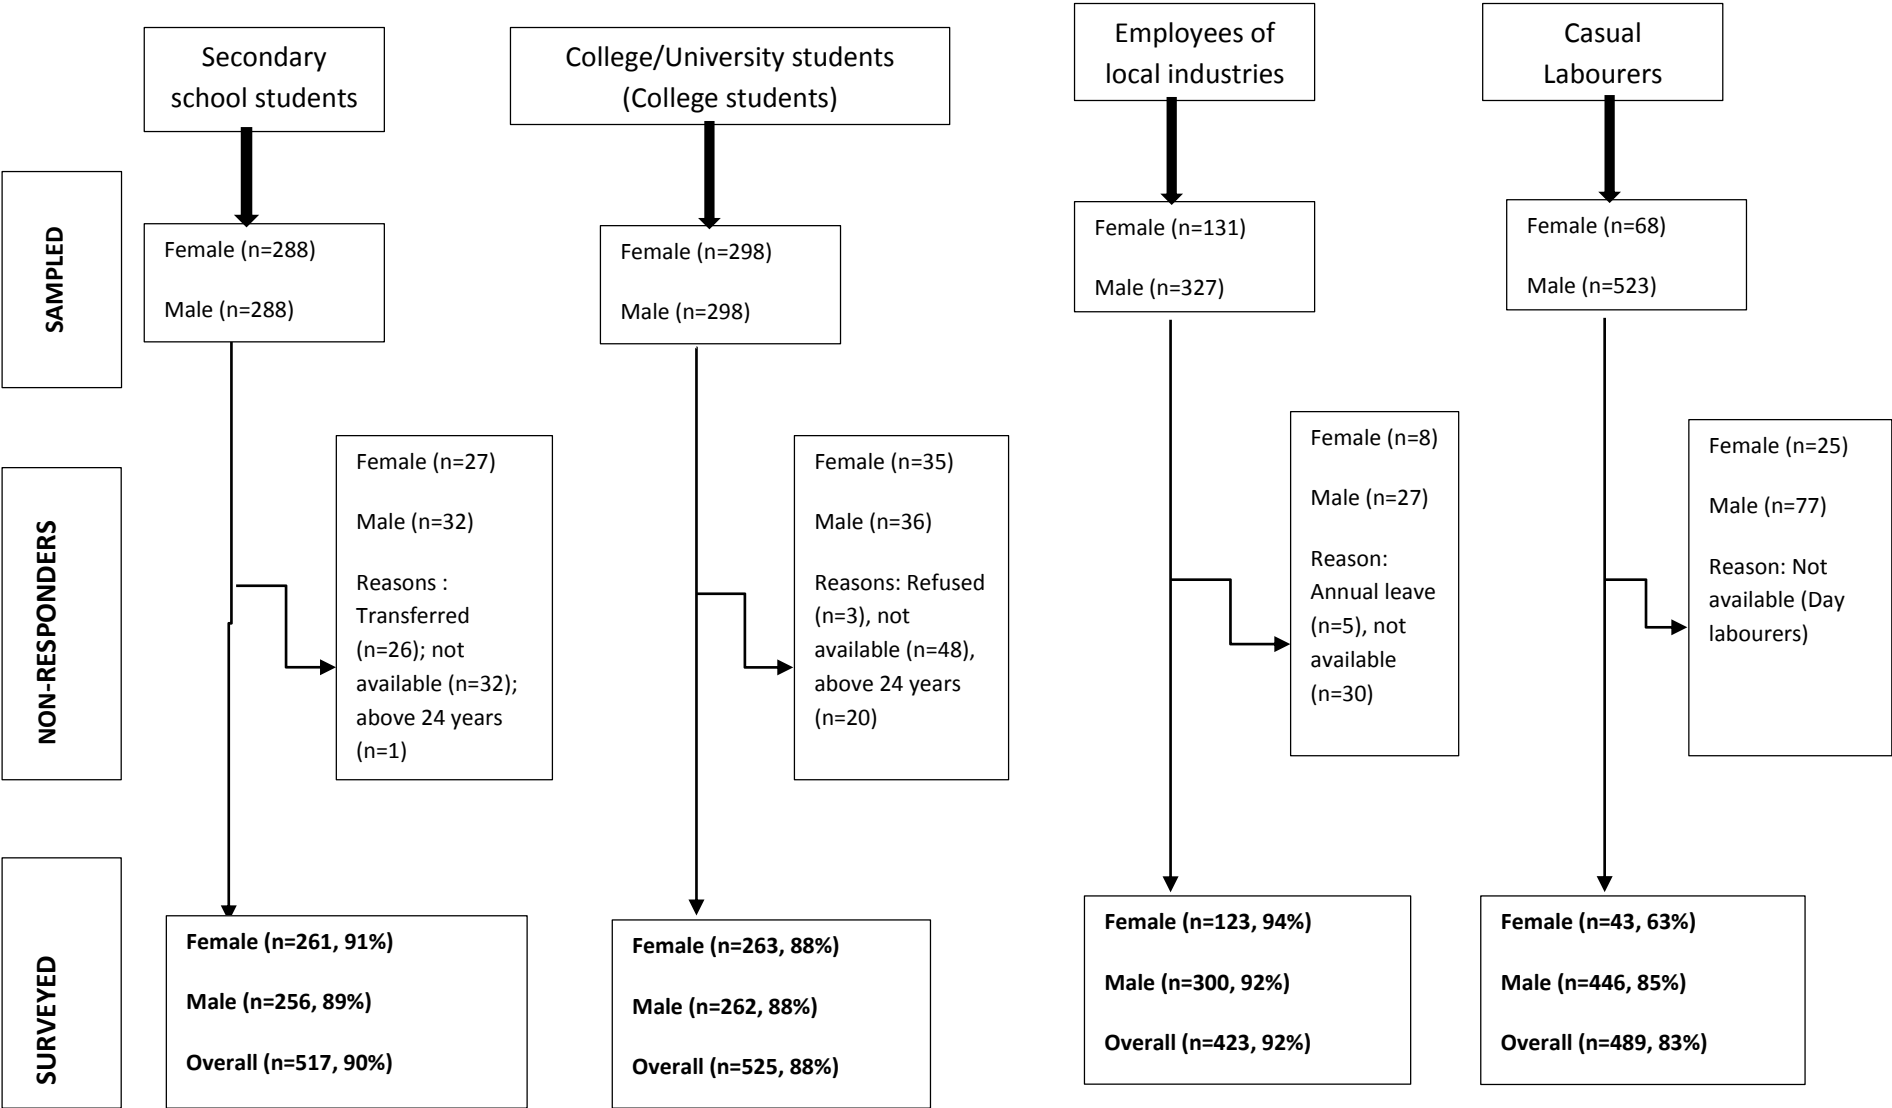 Secondary
school students
College/University students
(College students)
Employees of
local industries
Casual
Labourers
SAMPLED
Female (n=288)
Male (n=288)
Female (n=298)
Male (n=298)
Female (n=131)
Male (n=327)
Female (n=68)
Male (n=523)
NON-RESPONDERS
Female (n=27)
Male (n=32)
Reasons :
Transferred
(n=26); not
available (n=32);
above 24 years
(n=1)
Female (n=35)
Male (n=36)
Reasons: Refused
(n=3), not
available (n=48),
above 24 years
(n=20)
Female (n=8)
Male (n=27)
Reason:
Annual leave
(n=5), not
available
(n=30)
Female (n=25)
Male (n=77)
Reason: Not
available (Day
labourers)
SURVEYED
Female (n=261, 91%)
Male (n=256, 89%)
Overall (n=517, 90%)
Female (n=263, 88%)
Male (n=262, 88%)
Overall (n=525, 88%)
Female (n=123, 94%)
Male (n=300, 92%)
Overall (n=423, 92%)
Female (n=43, 63%)
Male (n=446, 85%)
Overall (n=489, 83%)